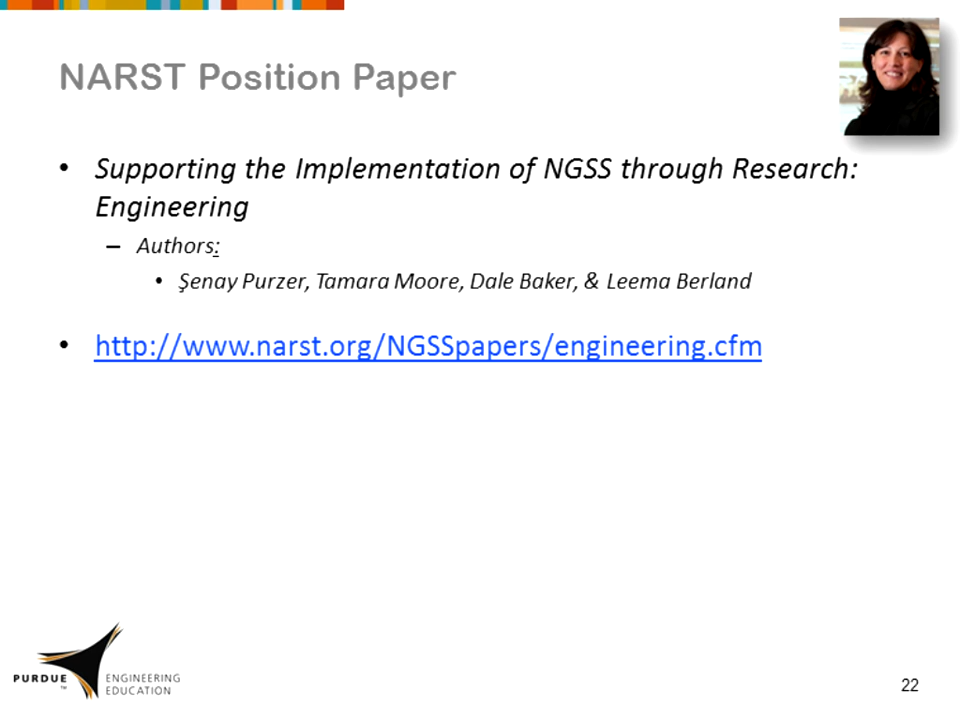 NARST Position Paper
• Supporting the Implementation of NGSS through Research:
Engineering
– Authors:
• Şenay Purzer, Tamara Moore, Dale Baker, & Leema Berland
• http://www.narst.org/NGSSpapers/engineering.cfm
PURDUE™
ENGINEERING
EDUCATION
22